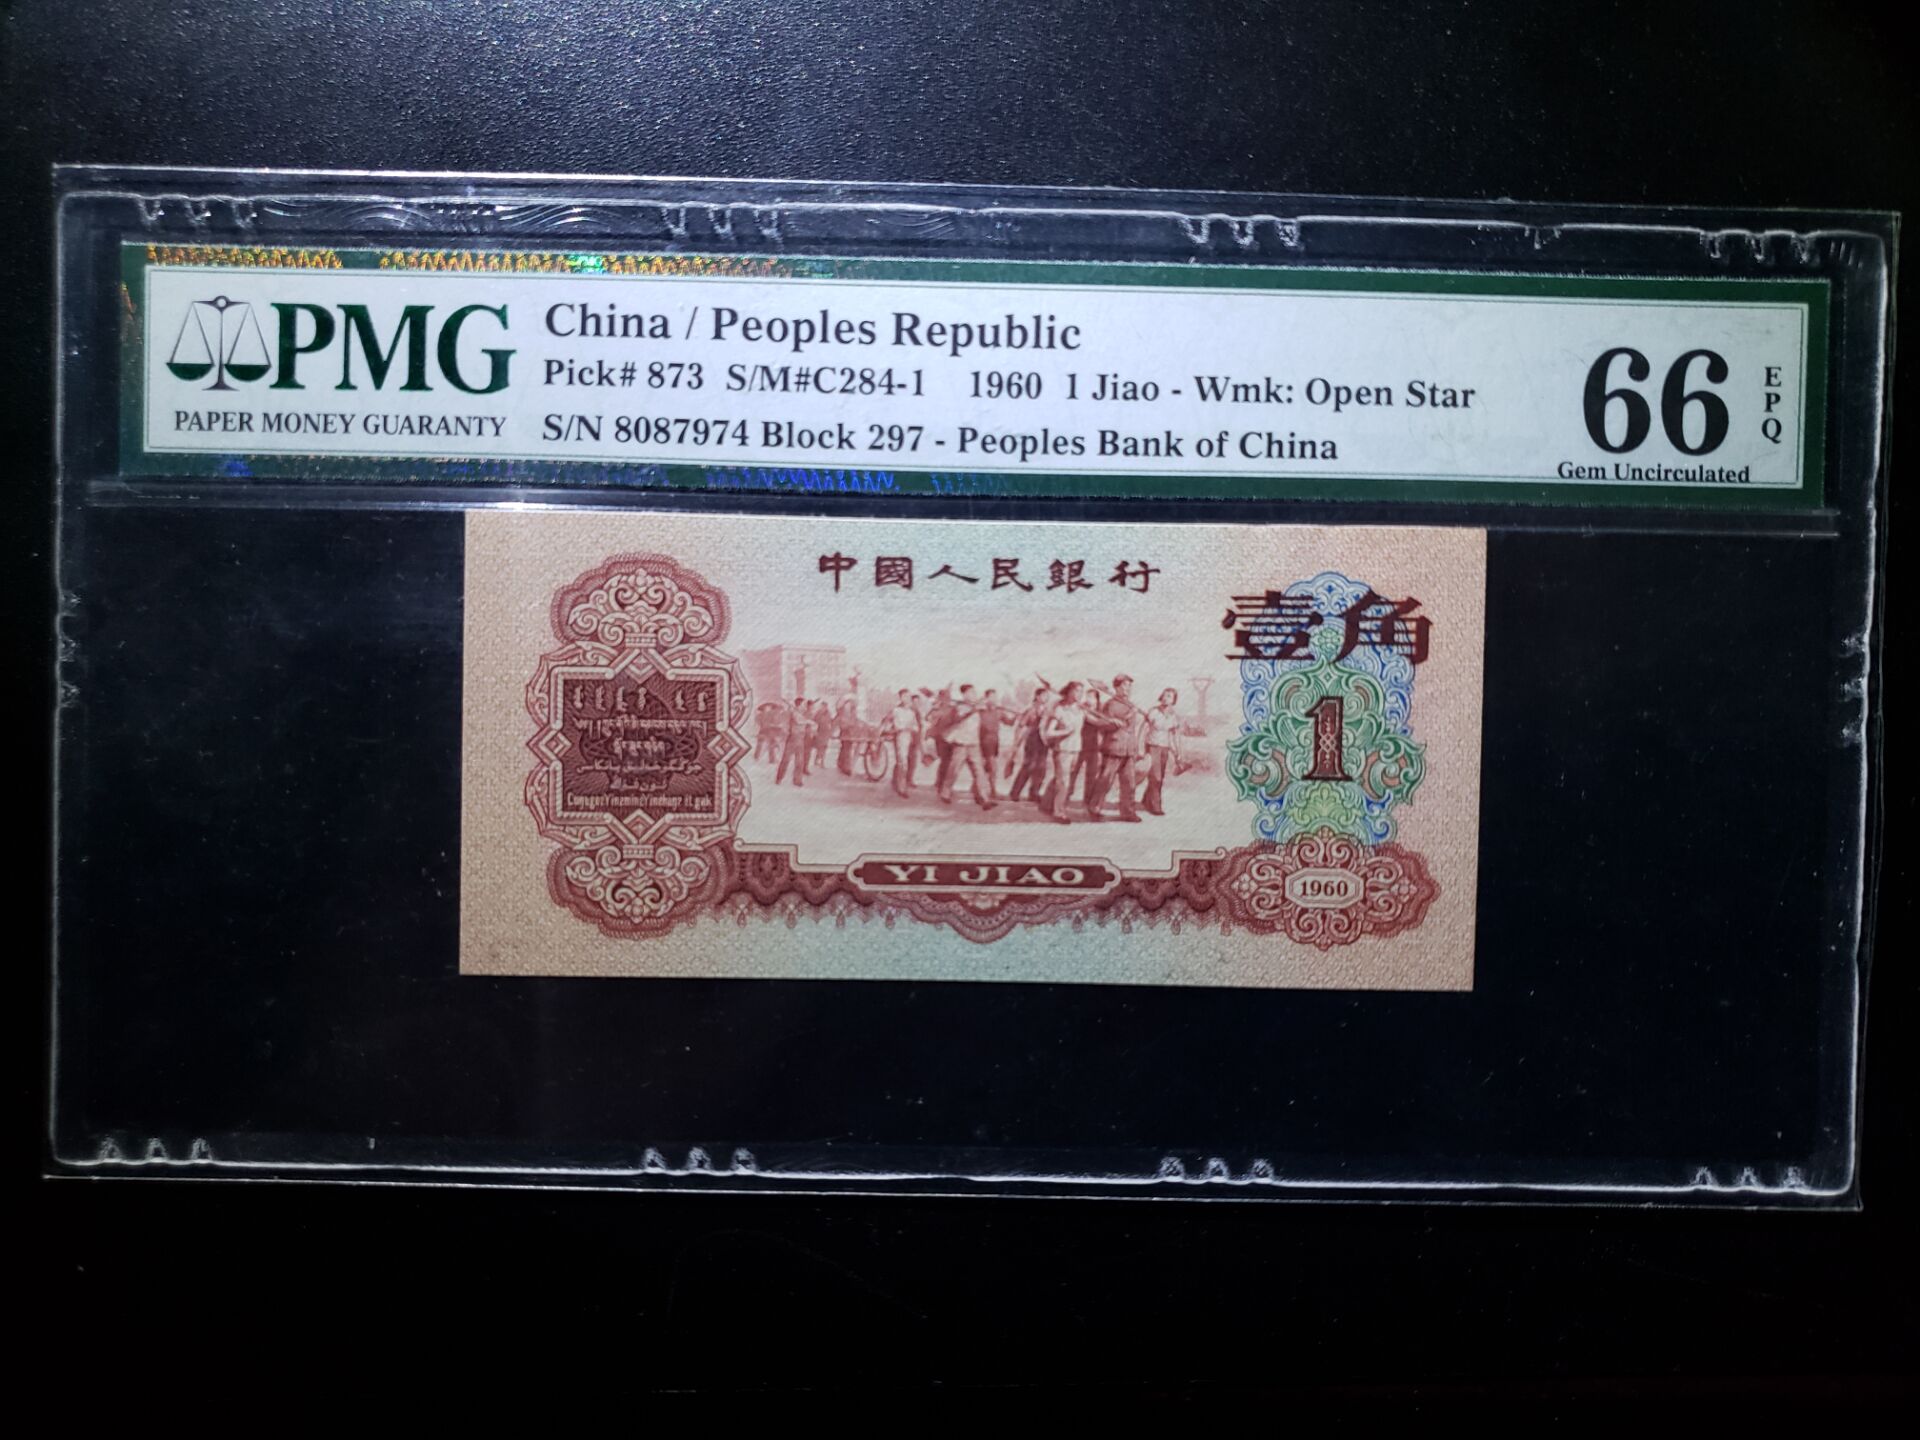 PMG
PAPER MONEY GUARANTY
China / Peoples Republic
Pick# 873 S/M#C284-1 1960 1 Jiao - Wmk: Open Star
S/N 8087974 Block 297 - Peoples Bank of China
66
EPQ
Gem Uncirculated
中國人民銀行
壹角
1
YI JIAO
1960